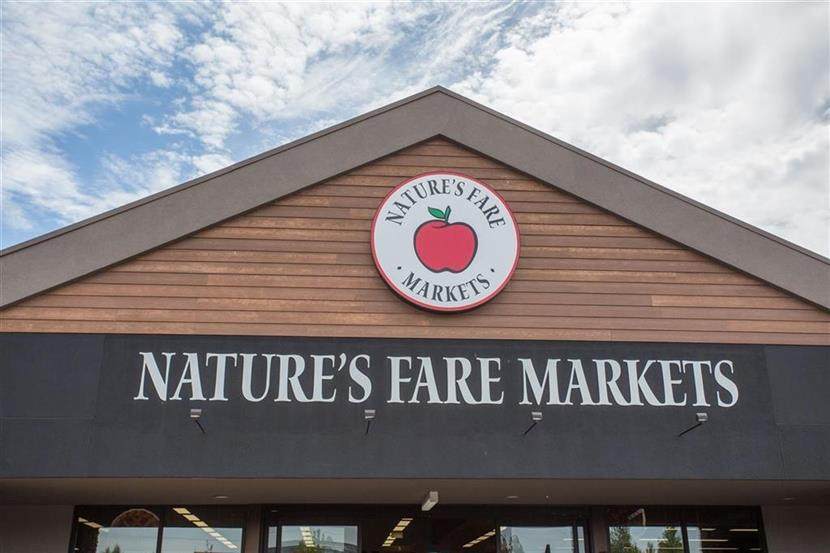 NATURE'S FARE
• MARKETS •
NATURE'S FARE MARKETS